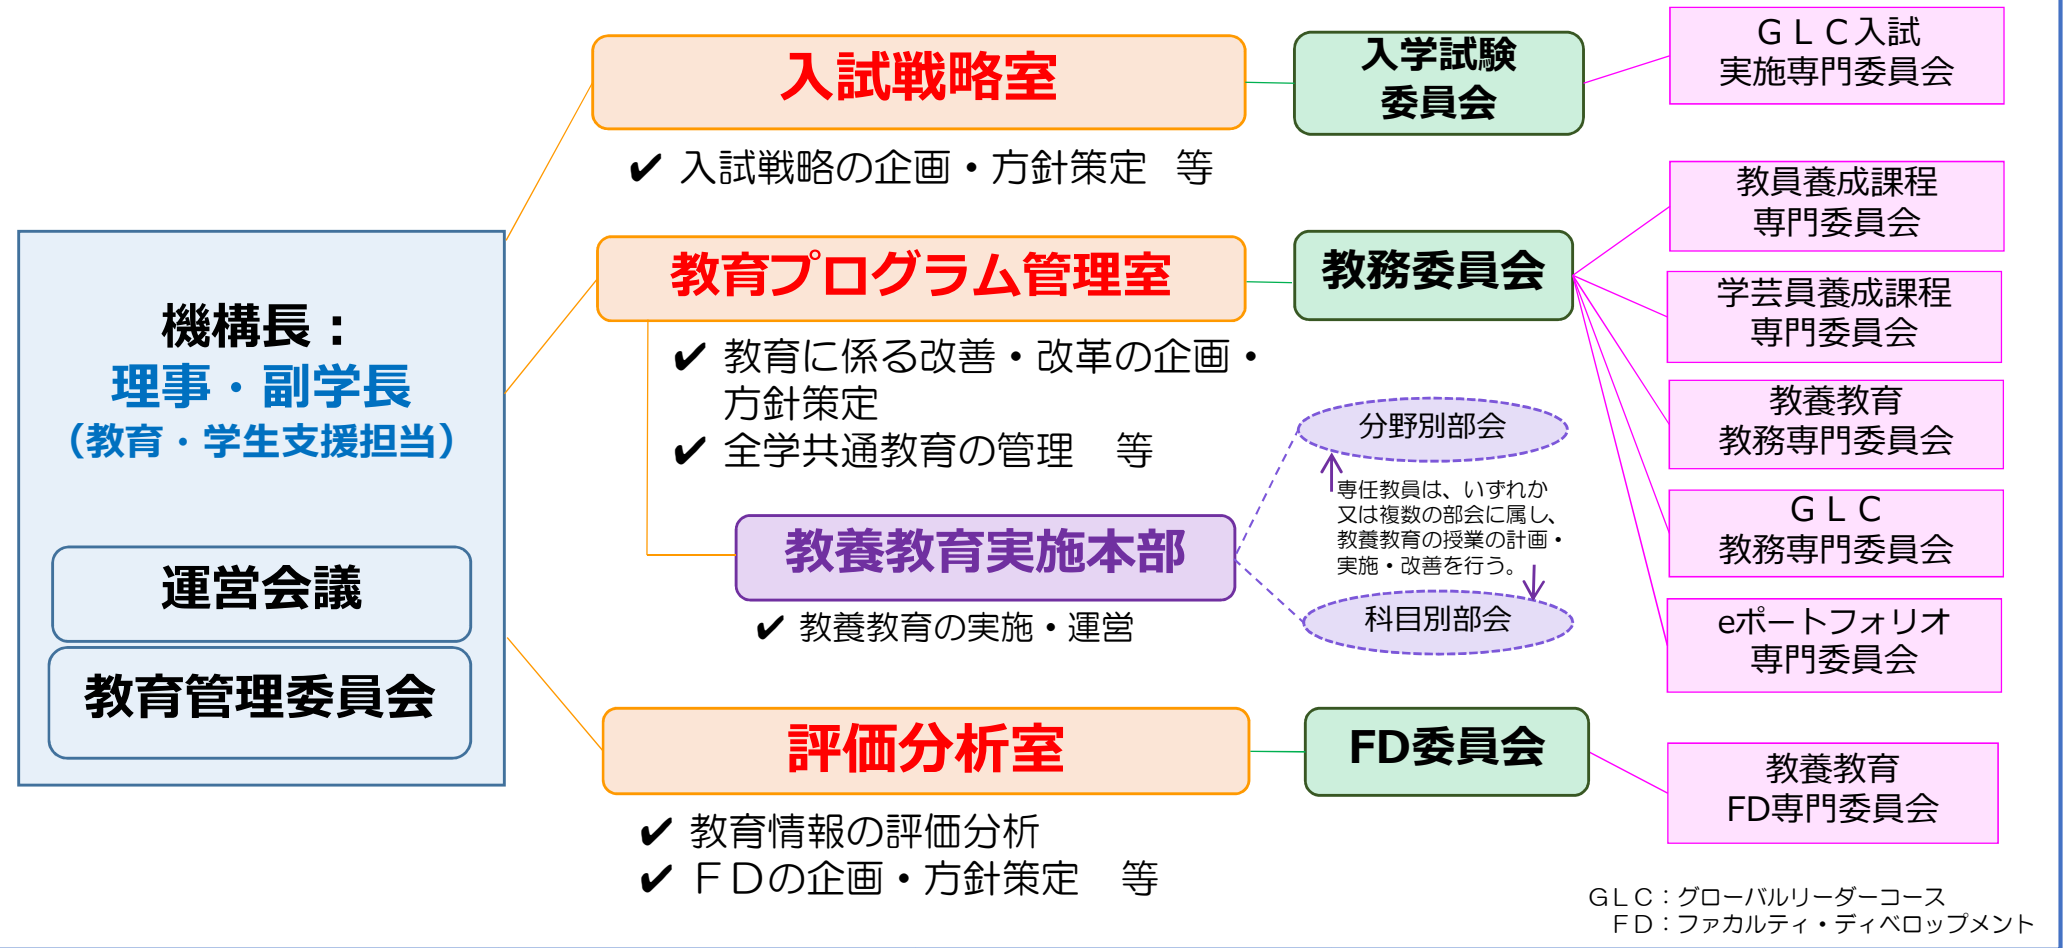 機構長：
理事・副学長
（教育・学生支援担当）
運営会議
教育管理委員会
入試戦略室
✔ 入試戦略の企画・方針策定　等
入学試験
委員会
ＧＬＣ入試
実施専門委員会
教育プログラム管理室
✔ 教育に係る改善・改革の企画・
方針策定
✔ 全学共通教育の管理　等
教務委員会
教員養成課程
専門委員会
学芸員養成課程
専門委員会
教養教育
教務専門委員会
ＧＬＣ
教務専門委員会
eポートフォリオ
専門委員会
教養教育実施本部
✔ 教養教育の実施・運営
分野別部会
専任教員は、いずれか
又は複数の部会に属し、
教養教育の授業の計画・
実施・改善を行う。
科目別部会
評価分析室
✔ 教育情報の評価分析
✔ ＦＤの企画・方針策定　等
FD委員会
教養教育
FD専門委員会
ＧＬＣ：グローバルリーダーコース
ＦＤ：ファカルティ・ディベロップメント